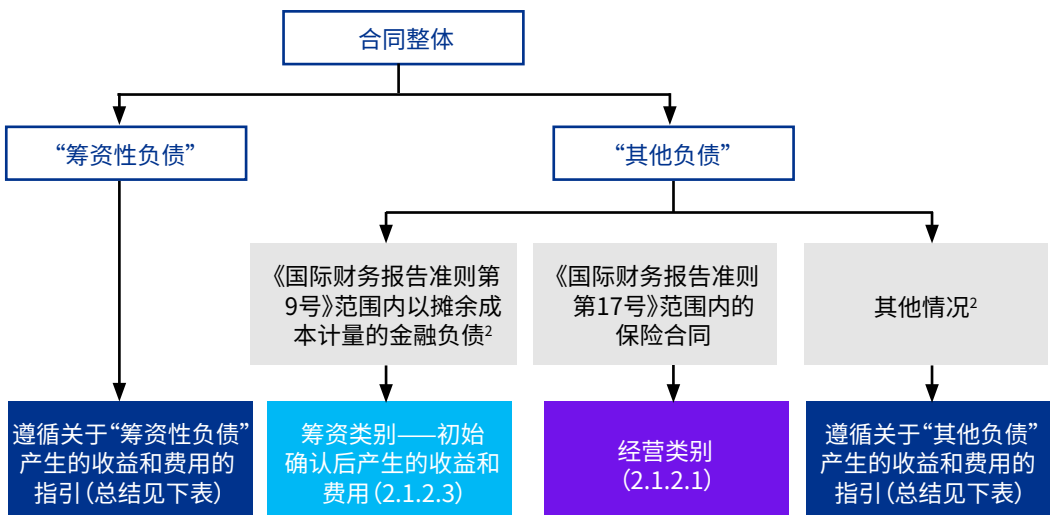 合同整体
“筹资性负债”
“其他负债”
《国际财务报告准则第
9号》范围内以摊余成
本计量的金融负债²
《国际财务报告准则
第17号》范围内的
保险合同
其他情况²
遵循关于“筹资性负债”
产生的收益和费用的
指引（总结见下表）
筹资类别——初始
确认后产生的收益和
费用（2.1.2.3）
经营类别
（2.1.2.1）
遵循关于“其他负债”
产生的收益和费用的
指引（总结见下表）